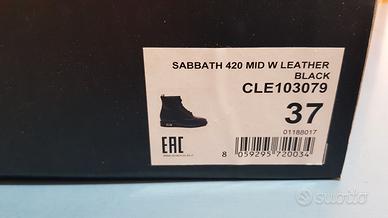 SABBATH 420 MID W LEATHER
BLACK
CLE103079
37
01188017
EAC
8 059295 720034
subito